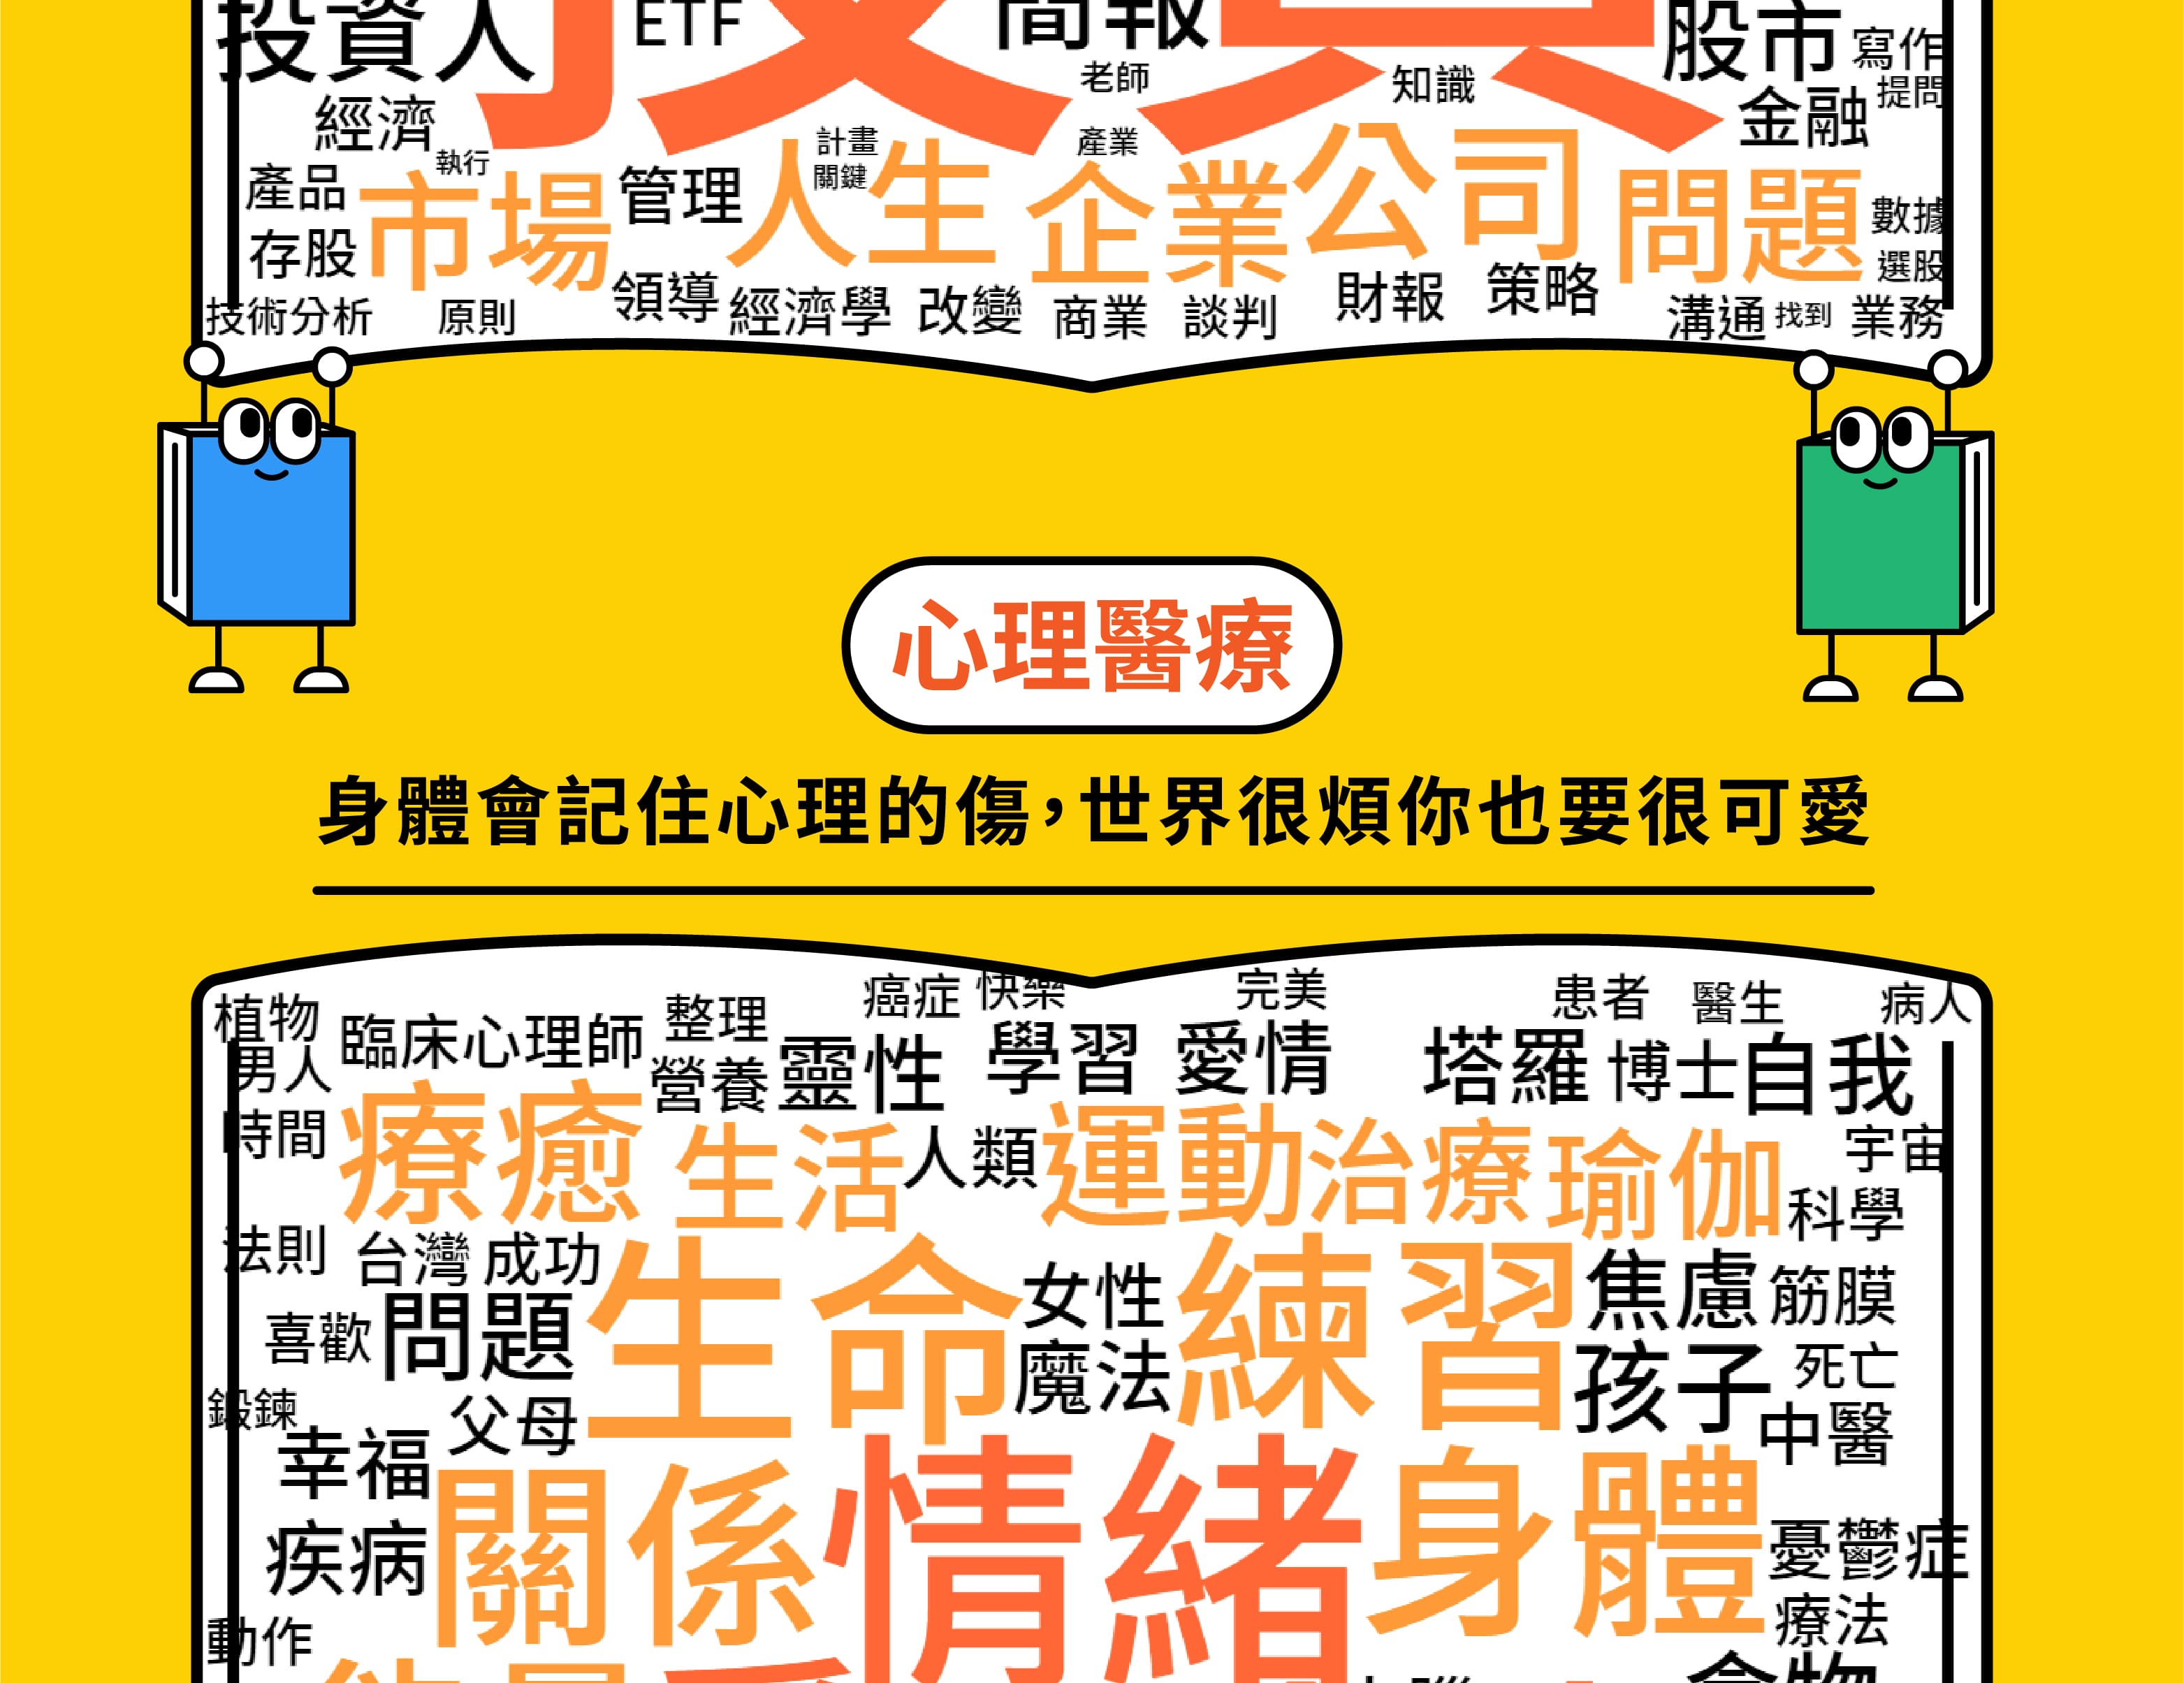 投資人 ETF 簡報 股市 寫作
老師 知識 提問
經濟 金融
執行 計畫 產業
產品 市場 管理 人生 關鍵 企業 公司 問題 數據
存股 選股
技術分析 原則 領導 經濟學 改變 商業 談判 財報 策略 溝通 找到 業務
心理醫療
身體會記住心理的傷，世界很煩你也要很可愛
癌症 快樂 完美 患者 醫生 病人
植物 臨床心理師 整理 靈性 學習 愛情 塔羅 博士 自我
男人 營養
時間 療癒 生活 人類 運動 治療 瑜伽 宇宙
科學
法則 台灣 成功 生命 女性 練習 焦慮 筋膜
喜歡 問題 魔法 孩子 死亡
鍛鍊 父母 中醫
幸福 關係 情緒 身體
疾病 憂鬱症
動作 療法
食物